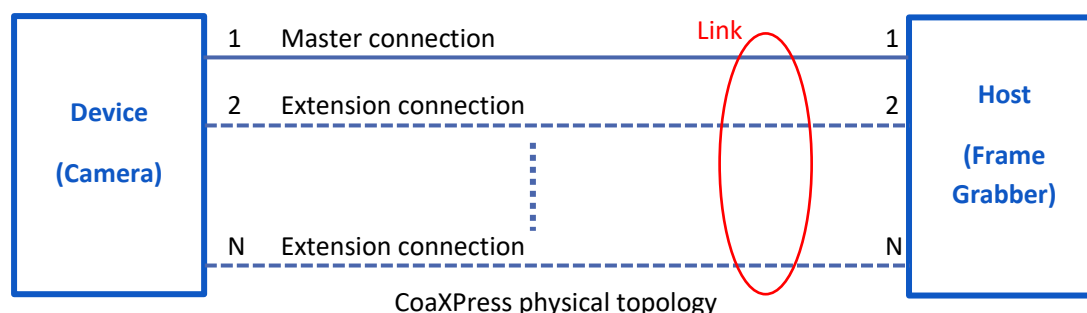 1 Master connection Link 1
Device
(Camera)
2 Extension connection 2
Host
(Frame
Grabber)
N Extension connection N
CoaXPress physical topology